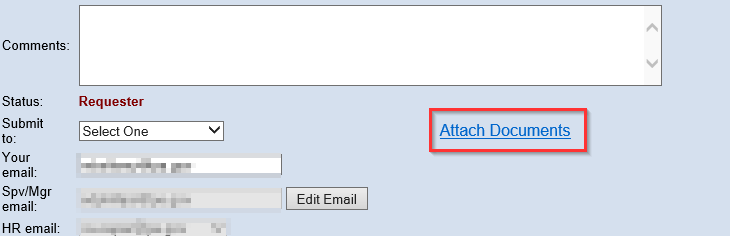 Comments:
Status: Requester
Submit
to: Select One
Attach Documents
Your
email:
Spv/Mgr
email: Edit Email
HR email: